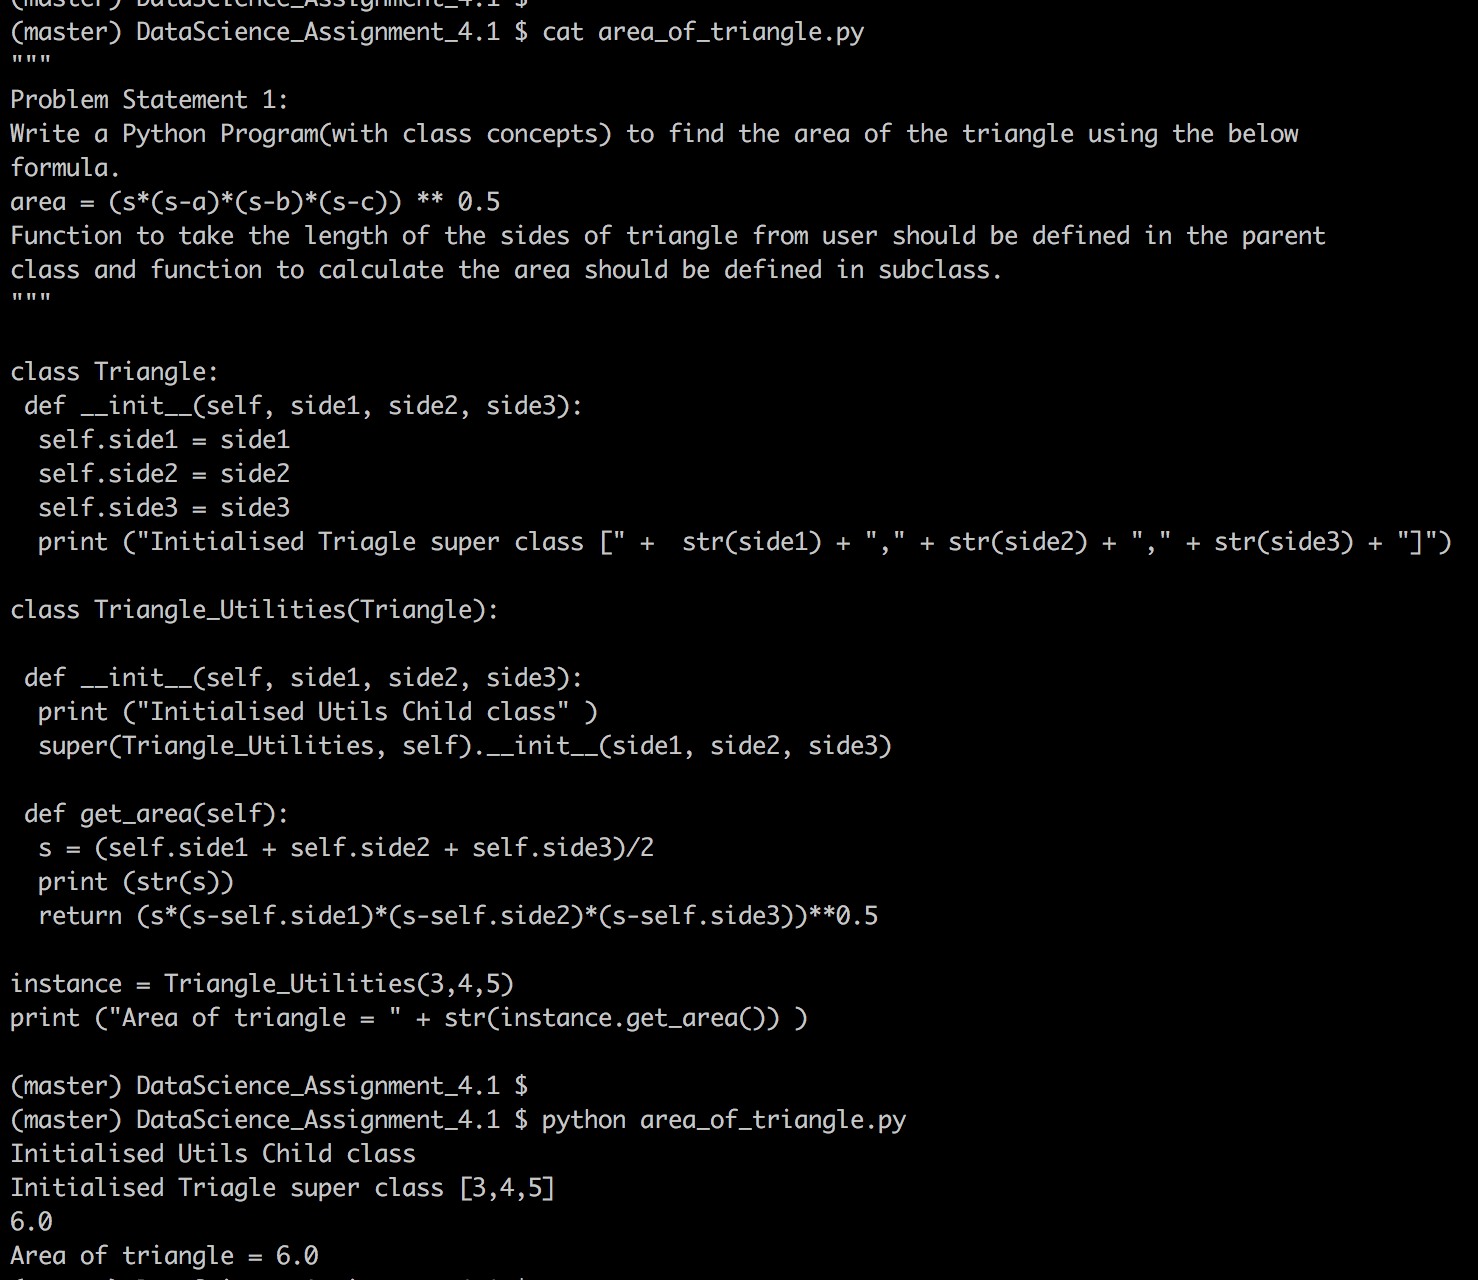 (master) DataScience_Assignment_4.1 $
(master) DataScience_Assignment_4.1 $ cat area_of_triangle.py
"""
Problem Statement 1:
Write a Python Program(with class concepts) to find the area of the triangle using the below
formula.
area = (s*(s-a)*(s-b)*(s-c)) ** 0.5
Function to take the length of the sides of triangle from user should be defined in the parent
class and function to calculate the area should be defined in subclass.
"""

class Triangle:
 def __init__(self, side1, side2, side3):
  self.side1 = side1
  self.side2 = side2
  self.side3 = side3
  print ("Initialised Triagle super class [" +  str(side1) + "," + str(side2) + "," + str(side3) + "]")

class Triangle_Utilities(Triangle):

 def __init__(self, side1, side2, side3):
  print ("Initialised Utils Child class" )
  super(Triangle_Utilities, self).__init__(side1, side2, side3)

 def get_area(self):
  s = (self.side1 + self.side2 + self.side3)/2
  print (str(s))
  return (s*(s-self.side1)*(s-self.side2)*(s-self.side3))**0.5

instance = Triangle_Utilities(3,4,5)
print ("Area of triangle = " + str(instance.get_area()) )

(master) DataScience_Assignment_4.1 $
(master) DataScience_Assignment_4.1 $ python area_of_triangle.py
Initialised Utils Child class
Initialised Triagle super class [3,4,5]
6.0
Area of triangle = 6.0